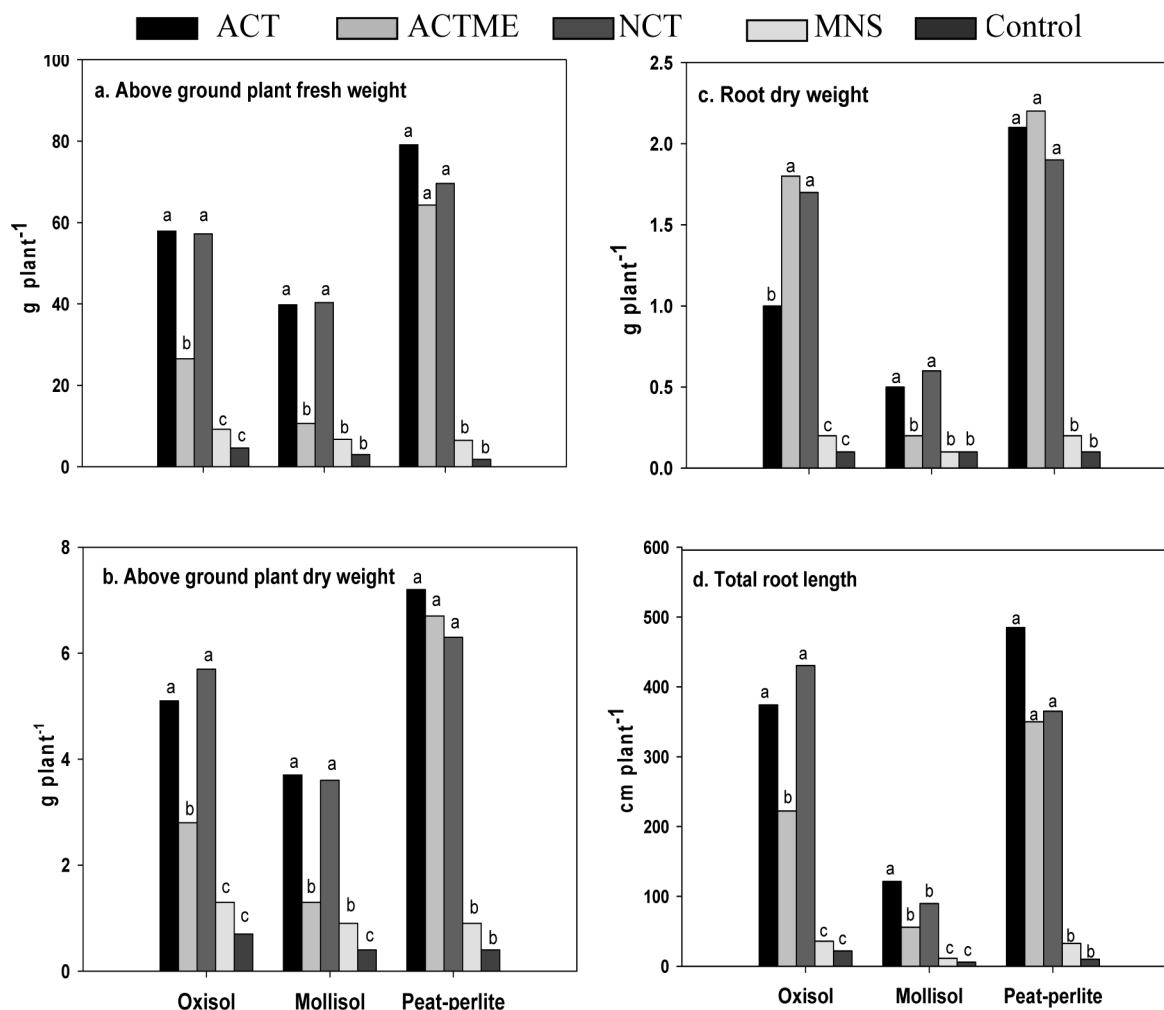 ACT ACTME NCT MNS Control
a. Above ground plant fresh weight
g plant-1
100
80
60
40
20
0
a b a c c
a b a b b
a a a b b
c. Root dry weight
g plant-1
2.5
2.0
1.5
1.0
0.5
0.0
b a a c c
a b a b b
a a a b b
b. Above ground plant dry weight
g plant-1
8
6
4
2
0
a b a c c
a b a b c
a a a b b
Oxisol Mollisol Peat-perlite
d. Total root length
cm plant-1
600
500
400
300
200
100
0
a b a c c
a b b c c
a a a b b
Oxisol Mollisol Peat-perlite